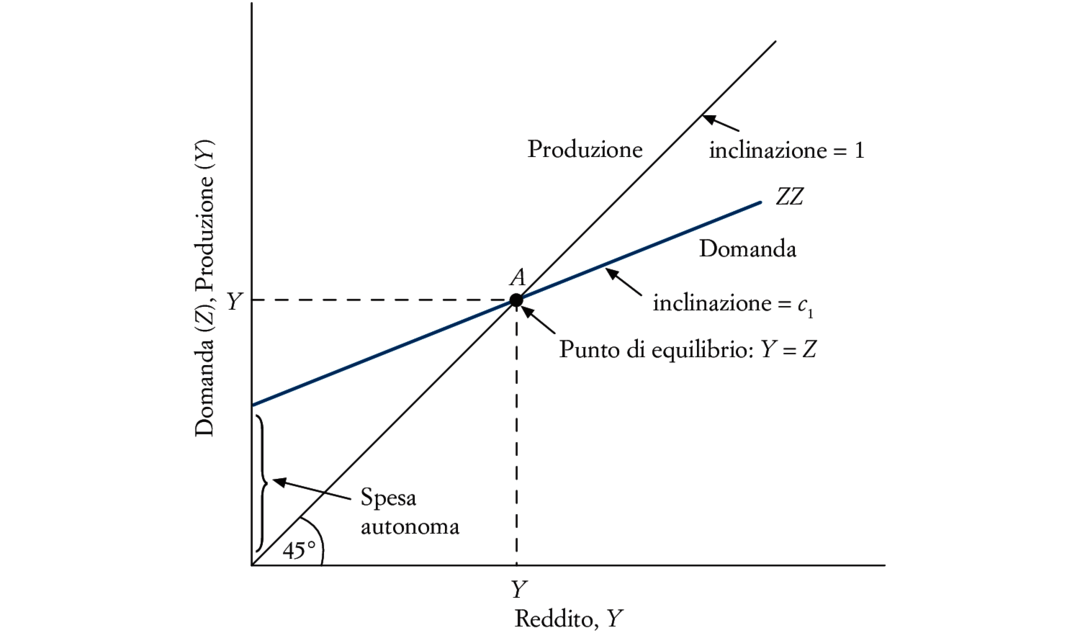 Domanda (Z), Produzione (Y)
Produzione
inclinazione = 1
ZZ
Domanda
A
Y
inclinazione = c₁
Punto di equilibrio: Y = Z
Spesa
autonoma
45°
Y
Reddito, Y